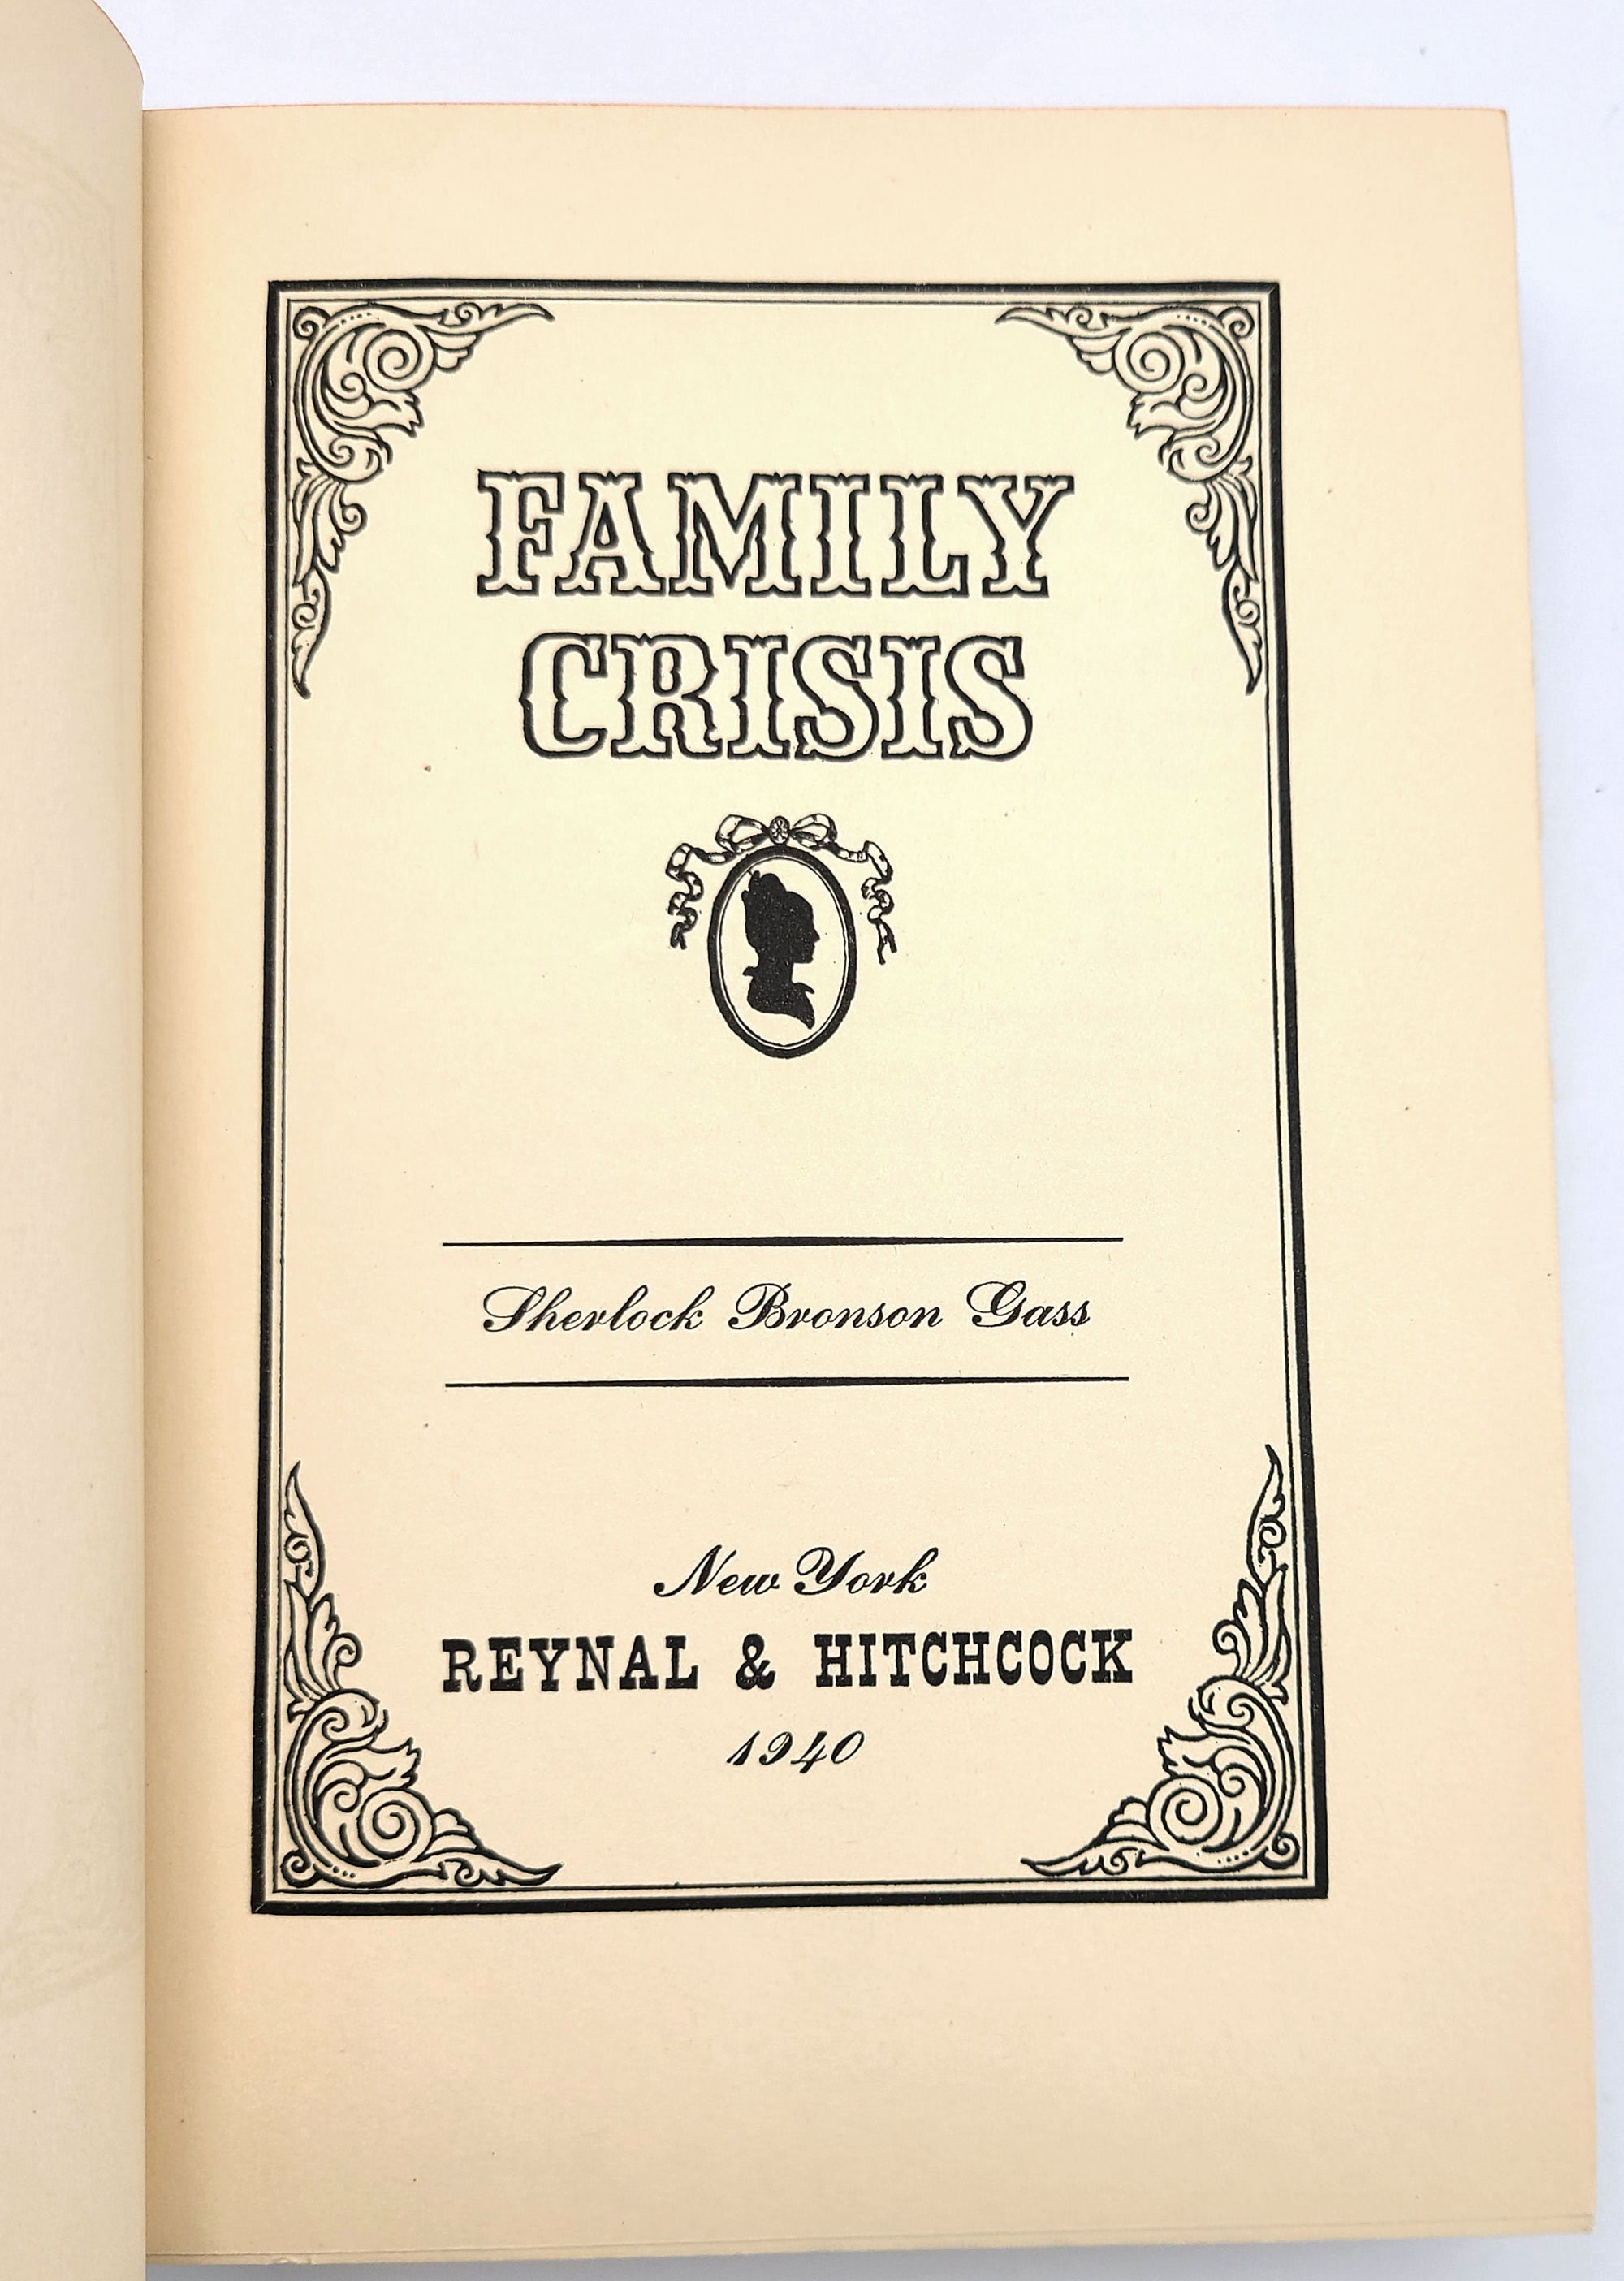 FAMILY
CRISIS
Sherlock Bronson Gass
New York
REYNAL & HITCHCOCK
1940